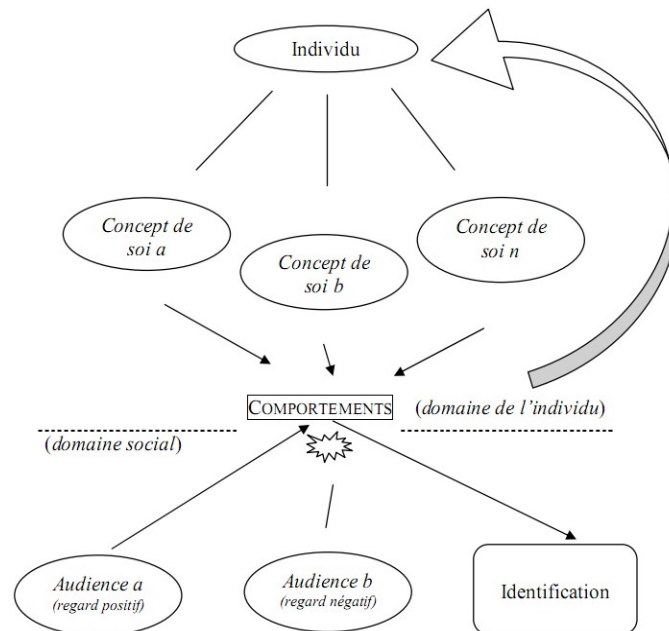 Individu
Concept de
soi a
Concept de
soi b
Concept de
soi n
COMPORTEMENTS
(domaine de l’individu)
(domaine social)
Audience a
(regard positif)
Audience b
(regard négatif)
Identification